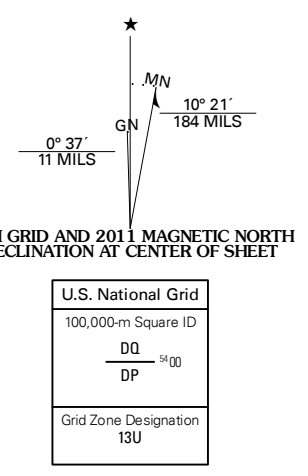 ★
MN
GN
10° 21´
184 MILS
0° 37´
11 MILS
GRID AND 2011 MAGNETIC NORTH
CLINATION AT CENTER OF SHEET
U.S. National Grid
100,000-m Square ID
DQ
5400
DP
Grid Zone Designation
13U